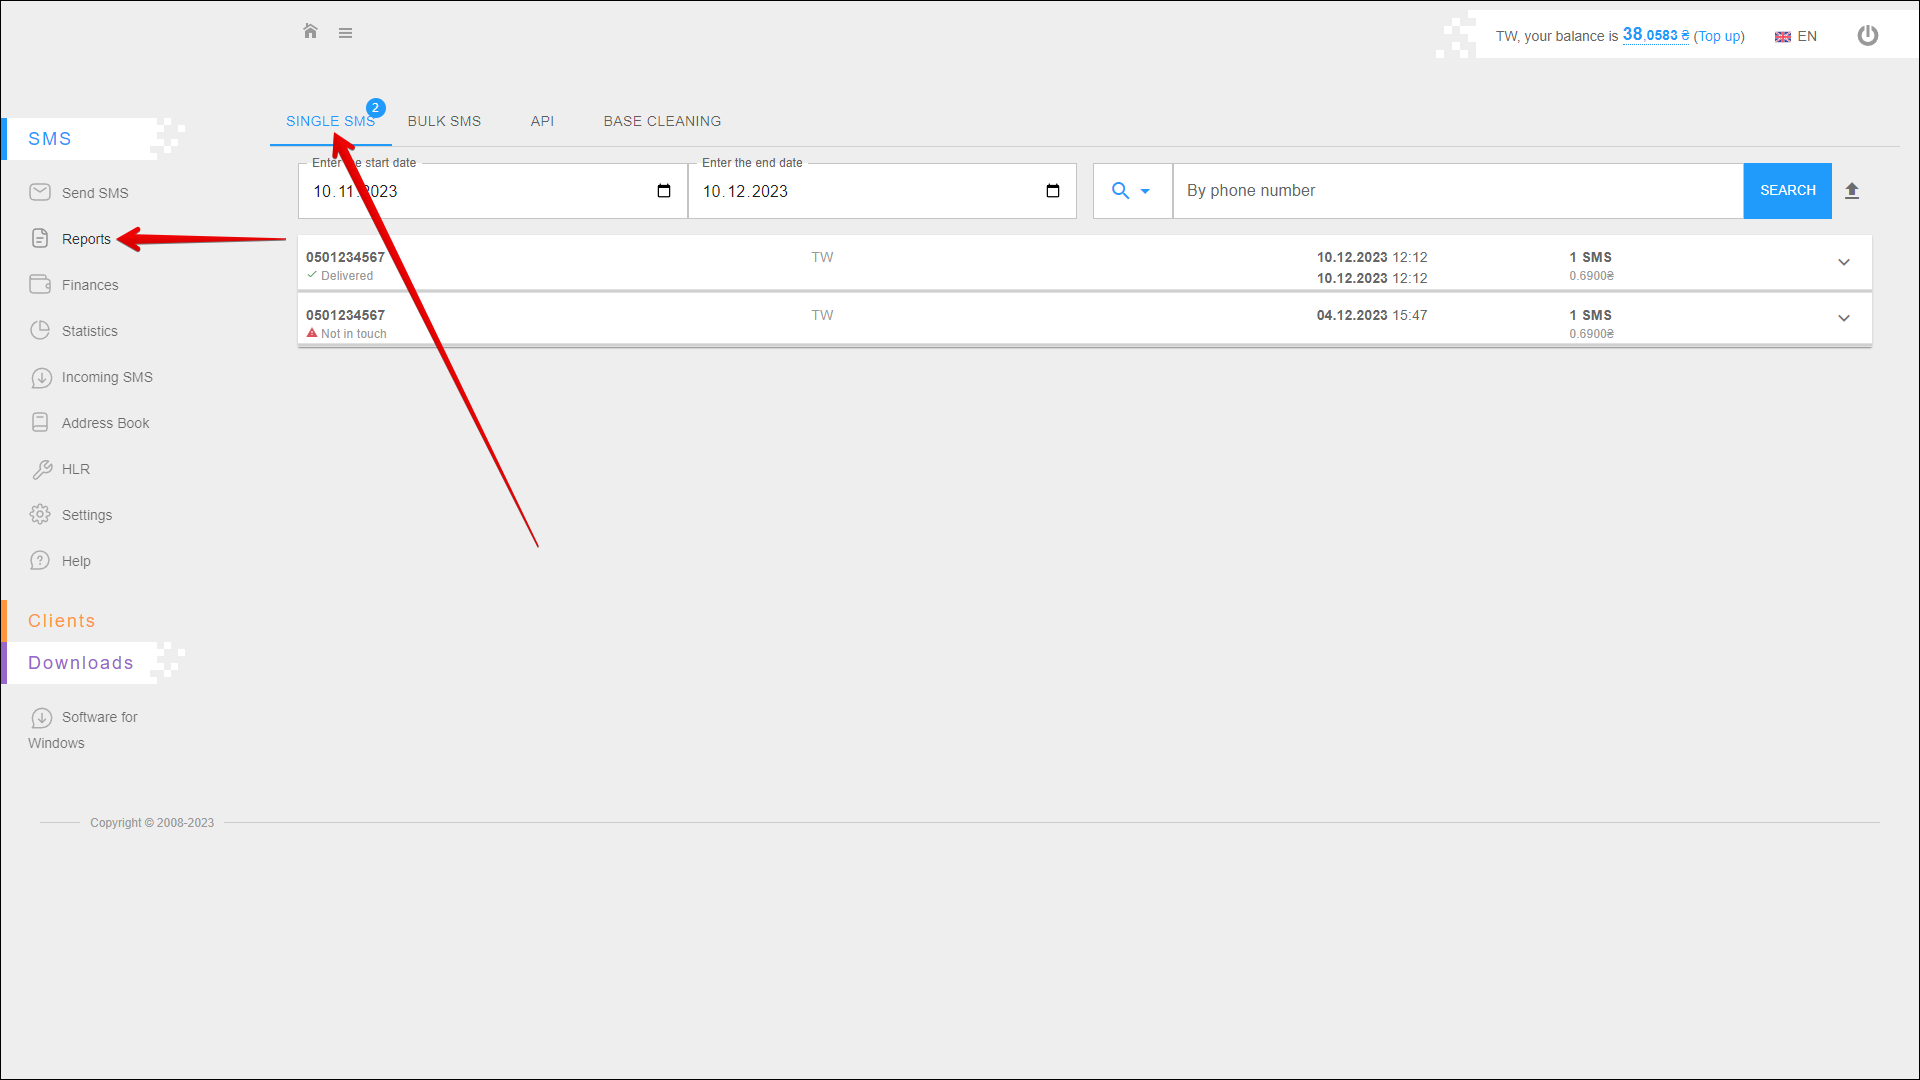 TW, your balance is 38,0583 ₴ (Top up)
EN
SMS
Send SMS
Reports
Finances
Statistics
Incoming SMS
Address Book
HLR
Settings
Help
Clients
Downloads
Software for
Windows
SINGLE SMS 2
BULK SMS
API
BASE CLEANING
Enter the start date
10.11.2023
Enter the end date
10.12.2023
By phone number
SEARCH
0501234567 TW 10.12.2023 12:12 1 SMS
Delivered 10.12.2023 12:12 0.6900₴
0501234567 TW 04.12.2023 15:47 1 SMS
Not in touch 0.6900₴
Copyright © 2008-2023